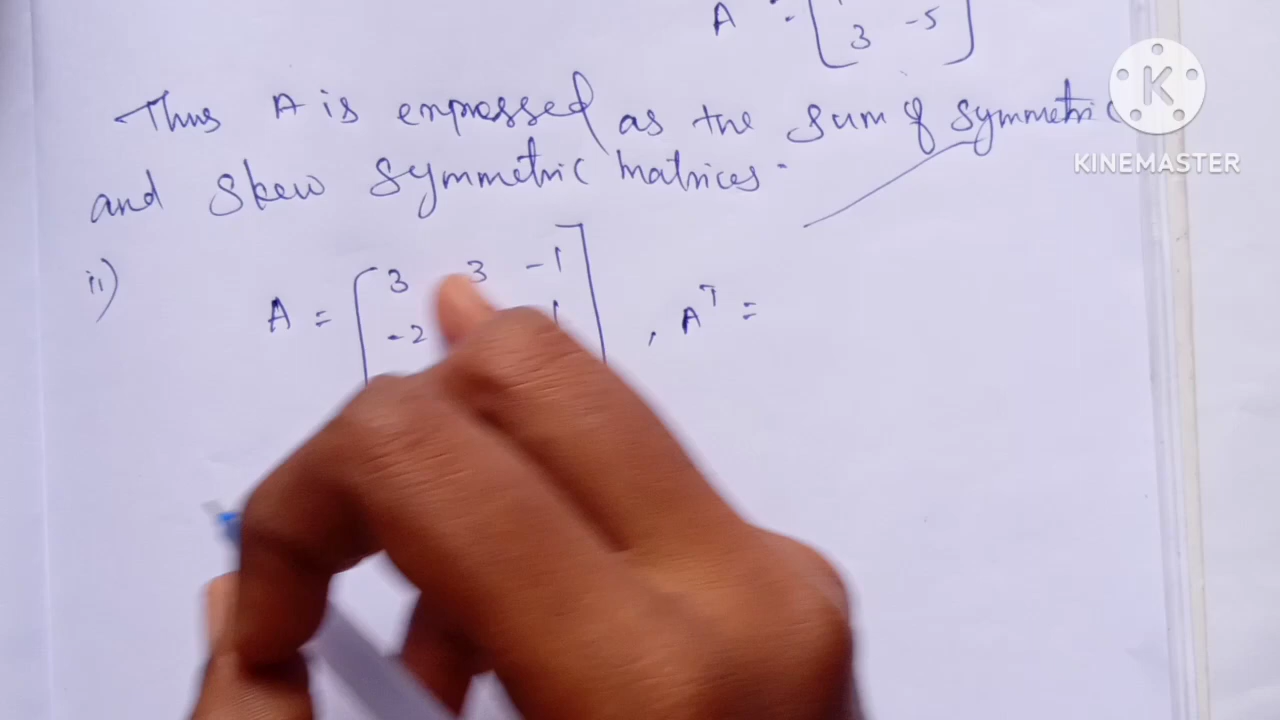 A = [ 3 -5 ]
Thus A is expressed as the sum of symmetric
and skew symmetric matrices.
ii) A = [ 3 3 -1
-2 1 , A^T =
KINEMASTER